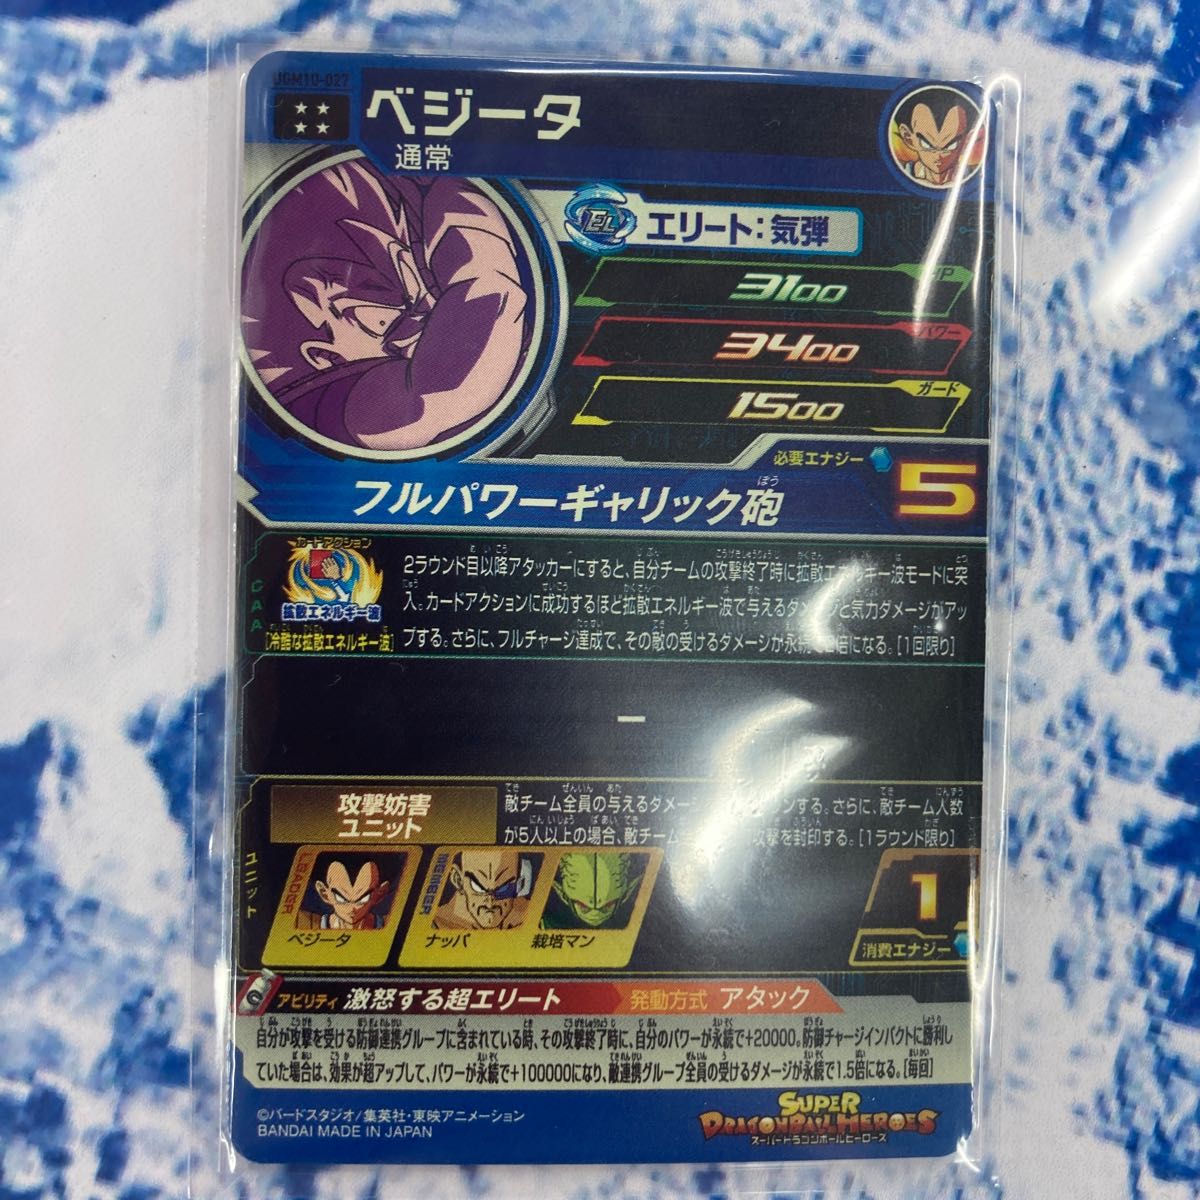 UGM10-027
★★
★★
ベジータ
通常
EL
エリート:気弾
HP
3100
パワー
3400
ガード
1500
必要エナジー
5
フルパワーギャリック砲
ほう
カードアクション
拡散エネルギー波
[冷酷な拡散エネルギー波]
CAA
2ラウンド目以降アタッカーにすると、自分チームの攻撃終了時に拡散エネルギー波モードに突
入。カードアクションに成功するほど拡散エネルギー波で与えるダメージと気力ダメージがアッ
プする。さらに、フルチャージ達成で、その敵の受けるダメージが永続で2倍になる。[1回限り]
ー
ユニット
攻撃妨害
ユニット
敵チーム全員の与えるダメージ ンする。さらに、敵チーム人数
が5人以上の場合、敵チーム 攻撃を封印する。[1ラウンド限り]
LEADER
ベジータ
MEMBER
ナッパ
栽培マン
1
消費エナジー
アビリティ 激怒する超エリート 発動方式 アタック
自分が攻撃を受ける防御連携グループに含まれている時、その攻撃終了時に、自分のパワーが永続で+20000。防御チャージインパクトに勝利し
ていた場合は、効果が超アップして、パワーが永続で+100000になり、敵連携グループ全員の受けるダメージが永続で1.5倍になる。[毎回]
©バードスタジオ/集英社・東映アニメーション
BANDAI MADE IN JAPAN
SUPER
DRAGONBALL HEROES
スーパードラゴンボールヒーローズ